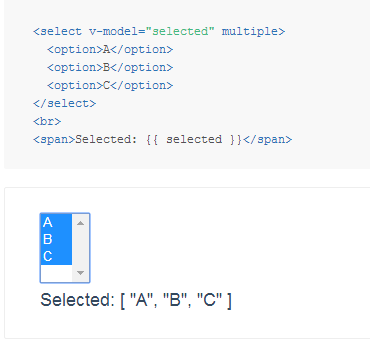 <select v-model="selected" multiple>
  <option>A</option>
  <option>B</option>
  <option>C</option>
</select>
<br>
<span>Selected: {{ selected }}</span>
A
B
C
Selected: [ "A", "B", "C" ]